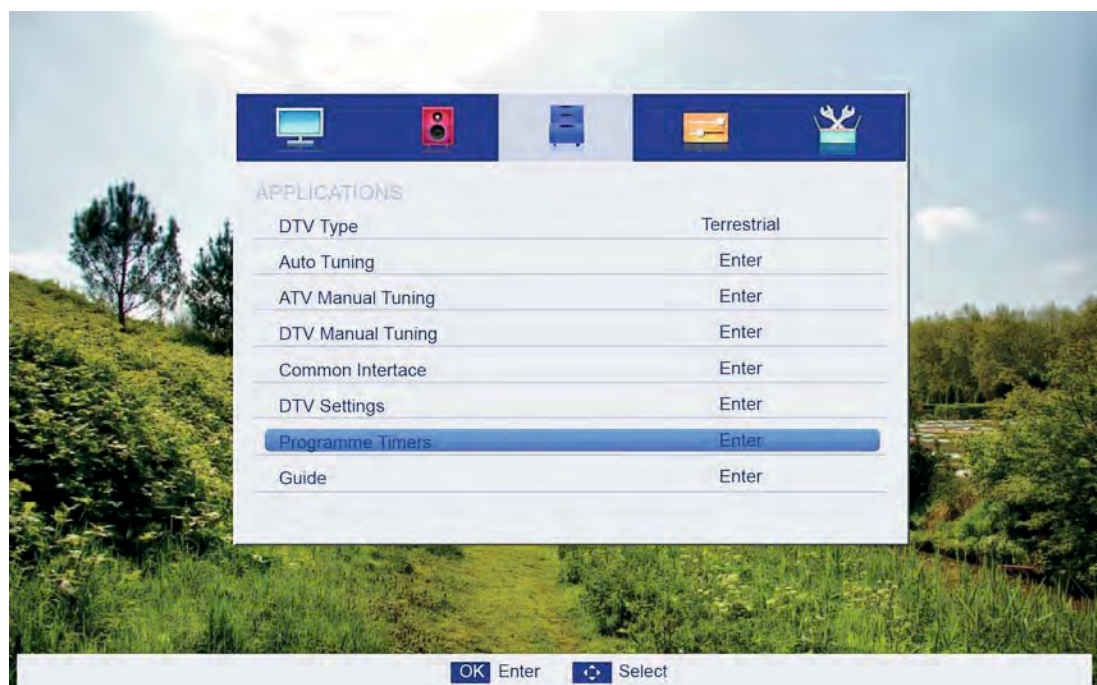 APPLICATIONS
DTV Type Terrestrial
Auto Tuning Enter
ATV Manual Tuning Enter
DTV Manual Tuning Enter
Common Intertace Enter
DTV Settings Enter
Programme Timers Enter
Guide Enter
OK Enter Select